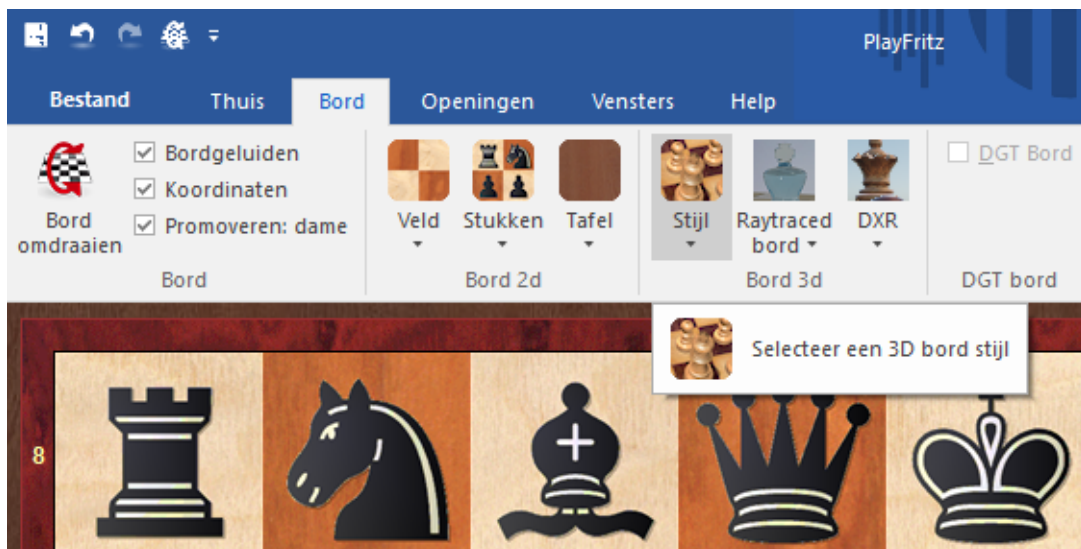 PlayFritz
Bestand Thuis Bord Openingen Vensters Help
Bord omdraaien
Bordgeluiden
Koordinaten
Promoveren: dame
Bord
Veld
Stukken
Tafel
Bord 2d
Stijl
Raytraced bord
DXR
Bord 3d
DGT Bord
DGT bord
Selecteer een 3D bord stijl
8